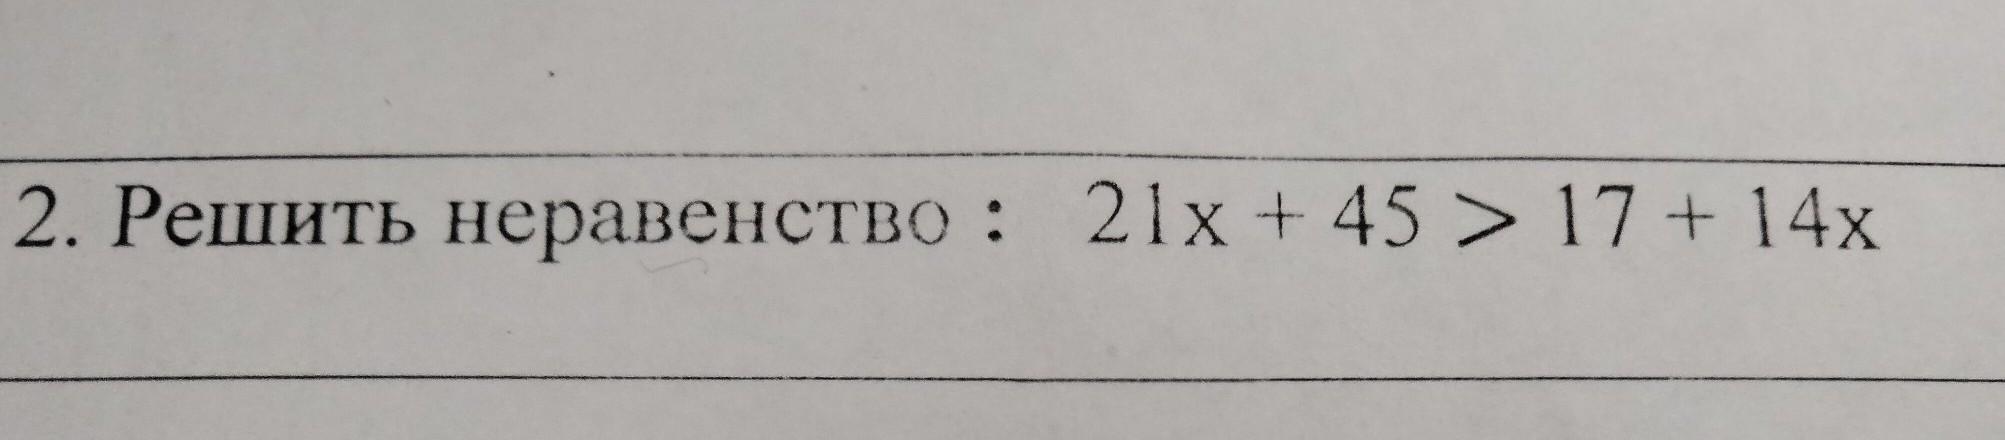 2. Решить неравенство : 21x + 45 > 17 + 14x